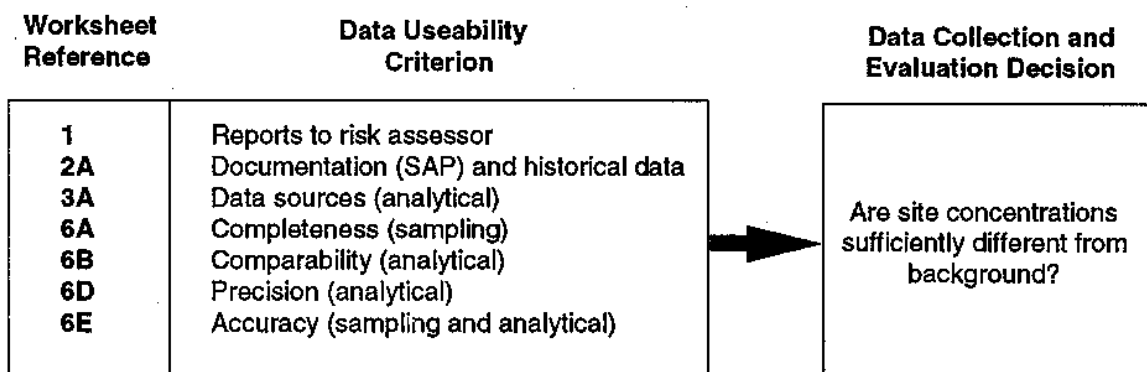 Worksheet Reference
Data Useability Criterion
Data Collection and Evaluation Decision
1 Reports to risk assessor
2A Documentation (SAP) and historical data
3A Data sources (analytical)
6A Completeness (sampling)
6B Comparability (analytical)
6D Precision (analytical)
6E Accuracy (sampling and analytical)
Are site concentrations
sufficiently different from
background?